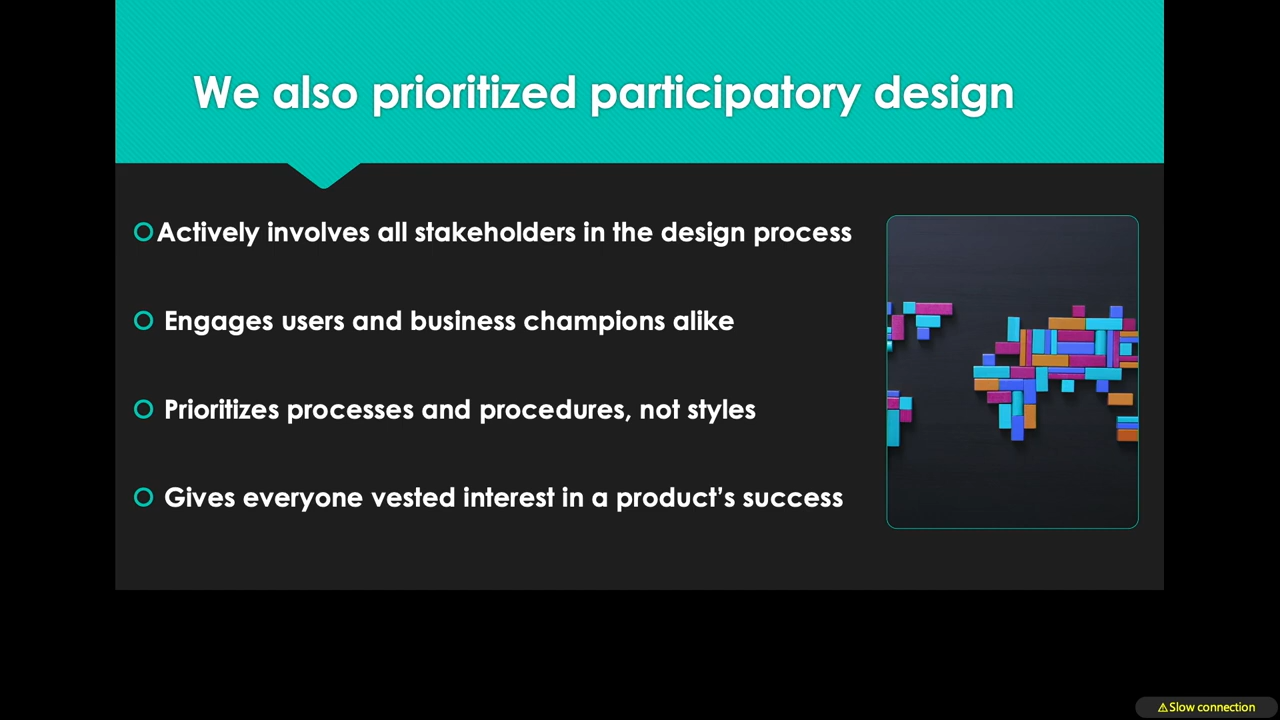 We also prioritized participatory design
Actively involves all stakeholders in the design process
Engages users and business champions alike
Prioritizes processes and procedures, not styles
Gives everyone vested interest in a product's success
⚠Slow connection